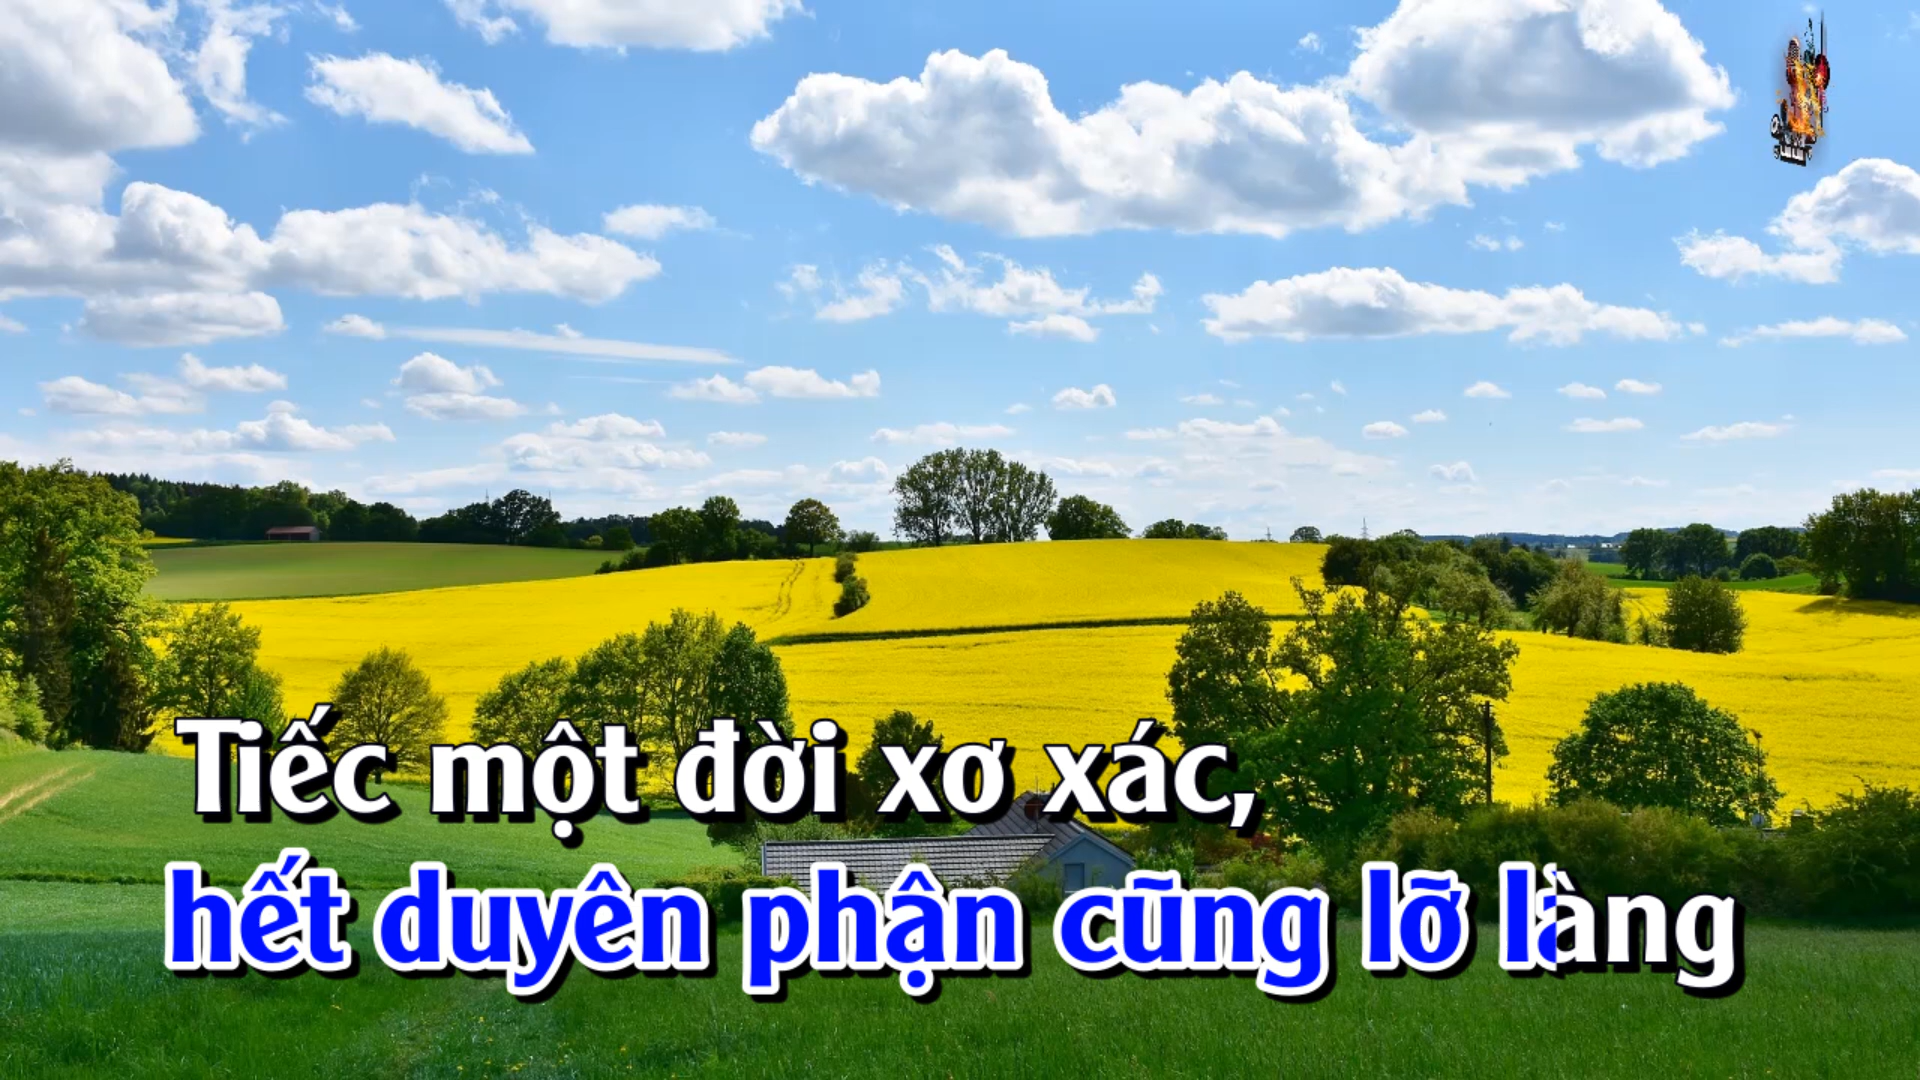 Tiếc một đời xơ xác,
hết duyên phận cũng lỡ làng